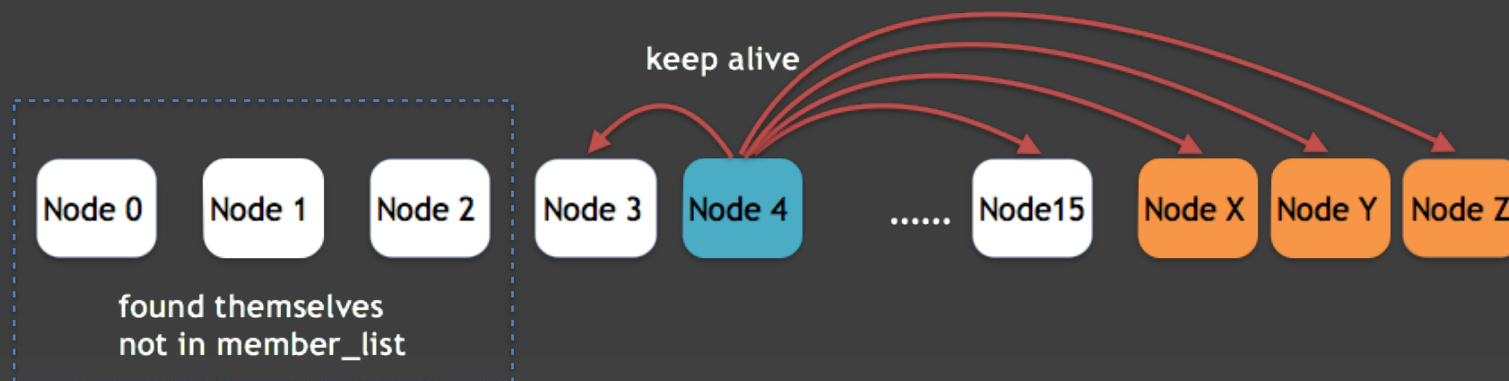 keep alive
Node 0
Node 1
Node 2
Node 3
Node 4
......
Node15
Node X
Node Y
Node Z
found themselves
not in member_list